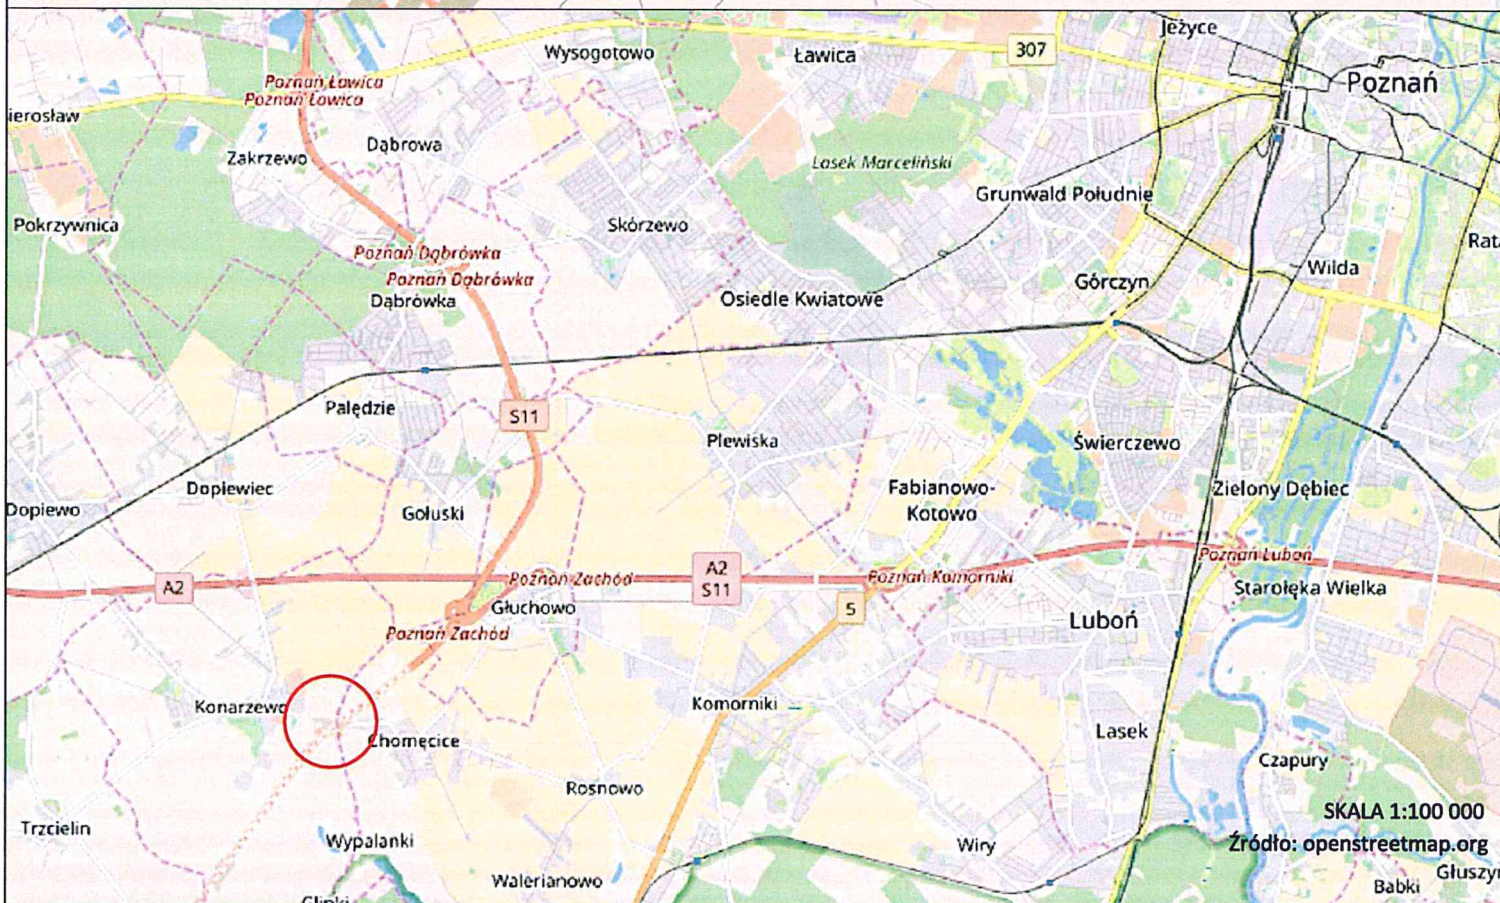 Jeżyce
Wysogotowo
Ławica
307
Poznań
Poznań Ławica
Poznań Ławica
ierosław
Dąbrowa
Zakrzewo
Lasek Marceliński
Grunwald Południe
Pokrzywnica
Skórzewo
Rata
Poznań Dąbrówka
Poznań Dąbrówka
Dąbrówka
Osiedle Kwiatowe
Górczyn
Wilda
Palędzie
S11
Plewiska
Świerczewo
Dopiewiec
Dopiewo
Gołuski
Fabianowo-
Kotowo
Zielony Dębiec
A2
Poznań Zachód
A2
S11
Poznań Komorniki
Poznań Luboń
Starołęka Wielka
Głuchowo
5
Luboń
Poznań Zachód
Konarzewo
Chomęcice
Komorniki
Lasek
Czapury
Rosnowo
SKALA 1:100 000
Źródło: openstreetmap.org
Trzcielin
Wypalanki
Wiry
Walerianowo
Babki
Głuszyn
Glinki